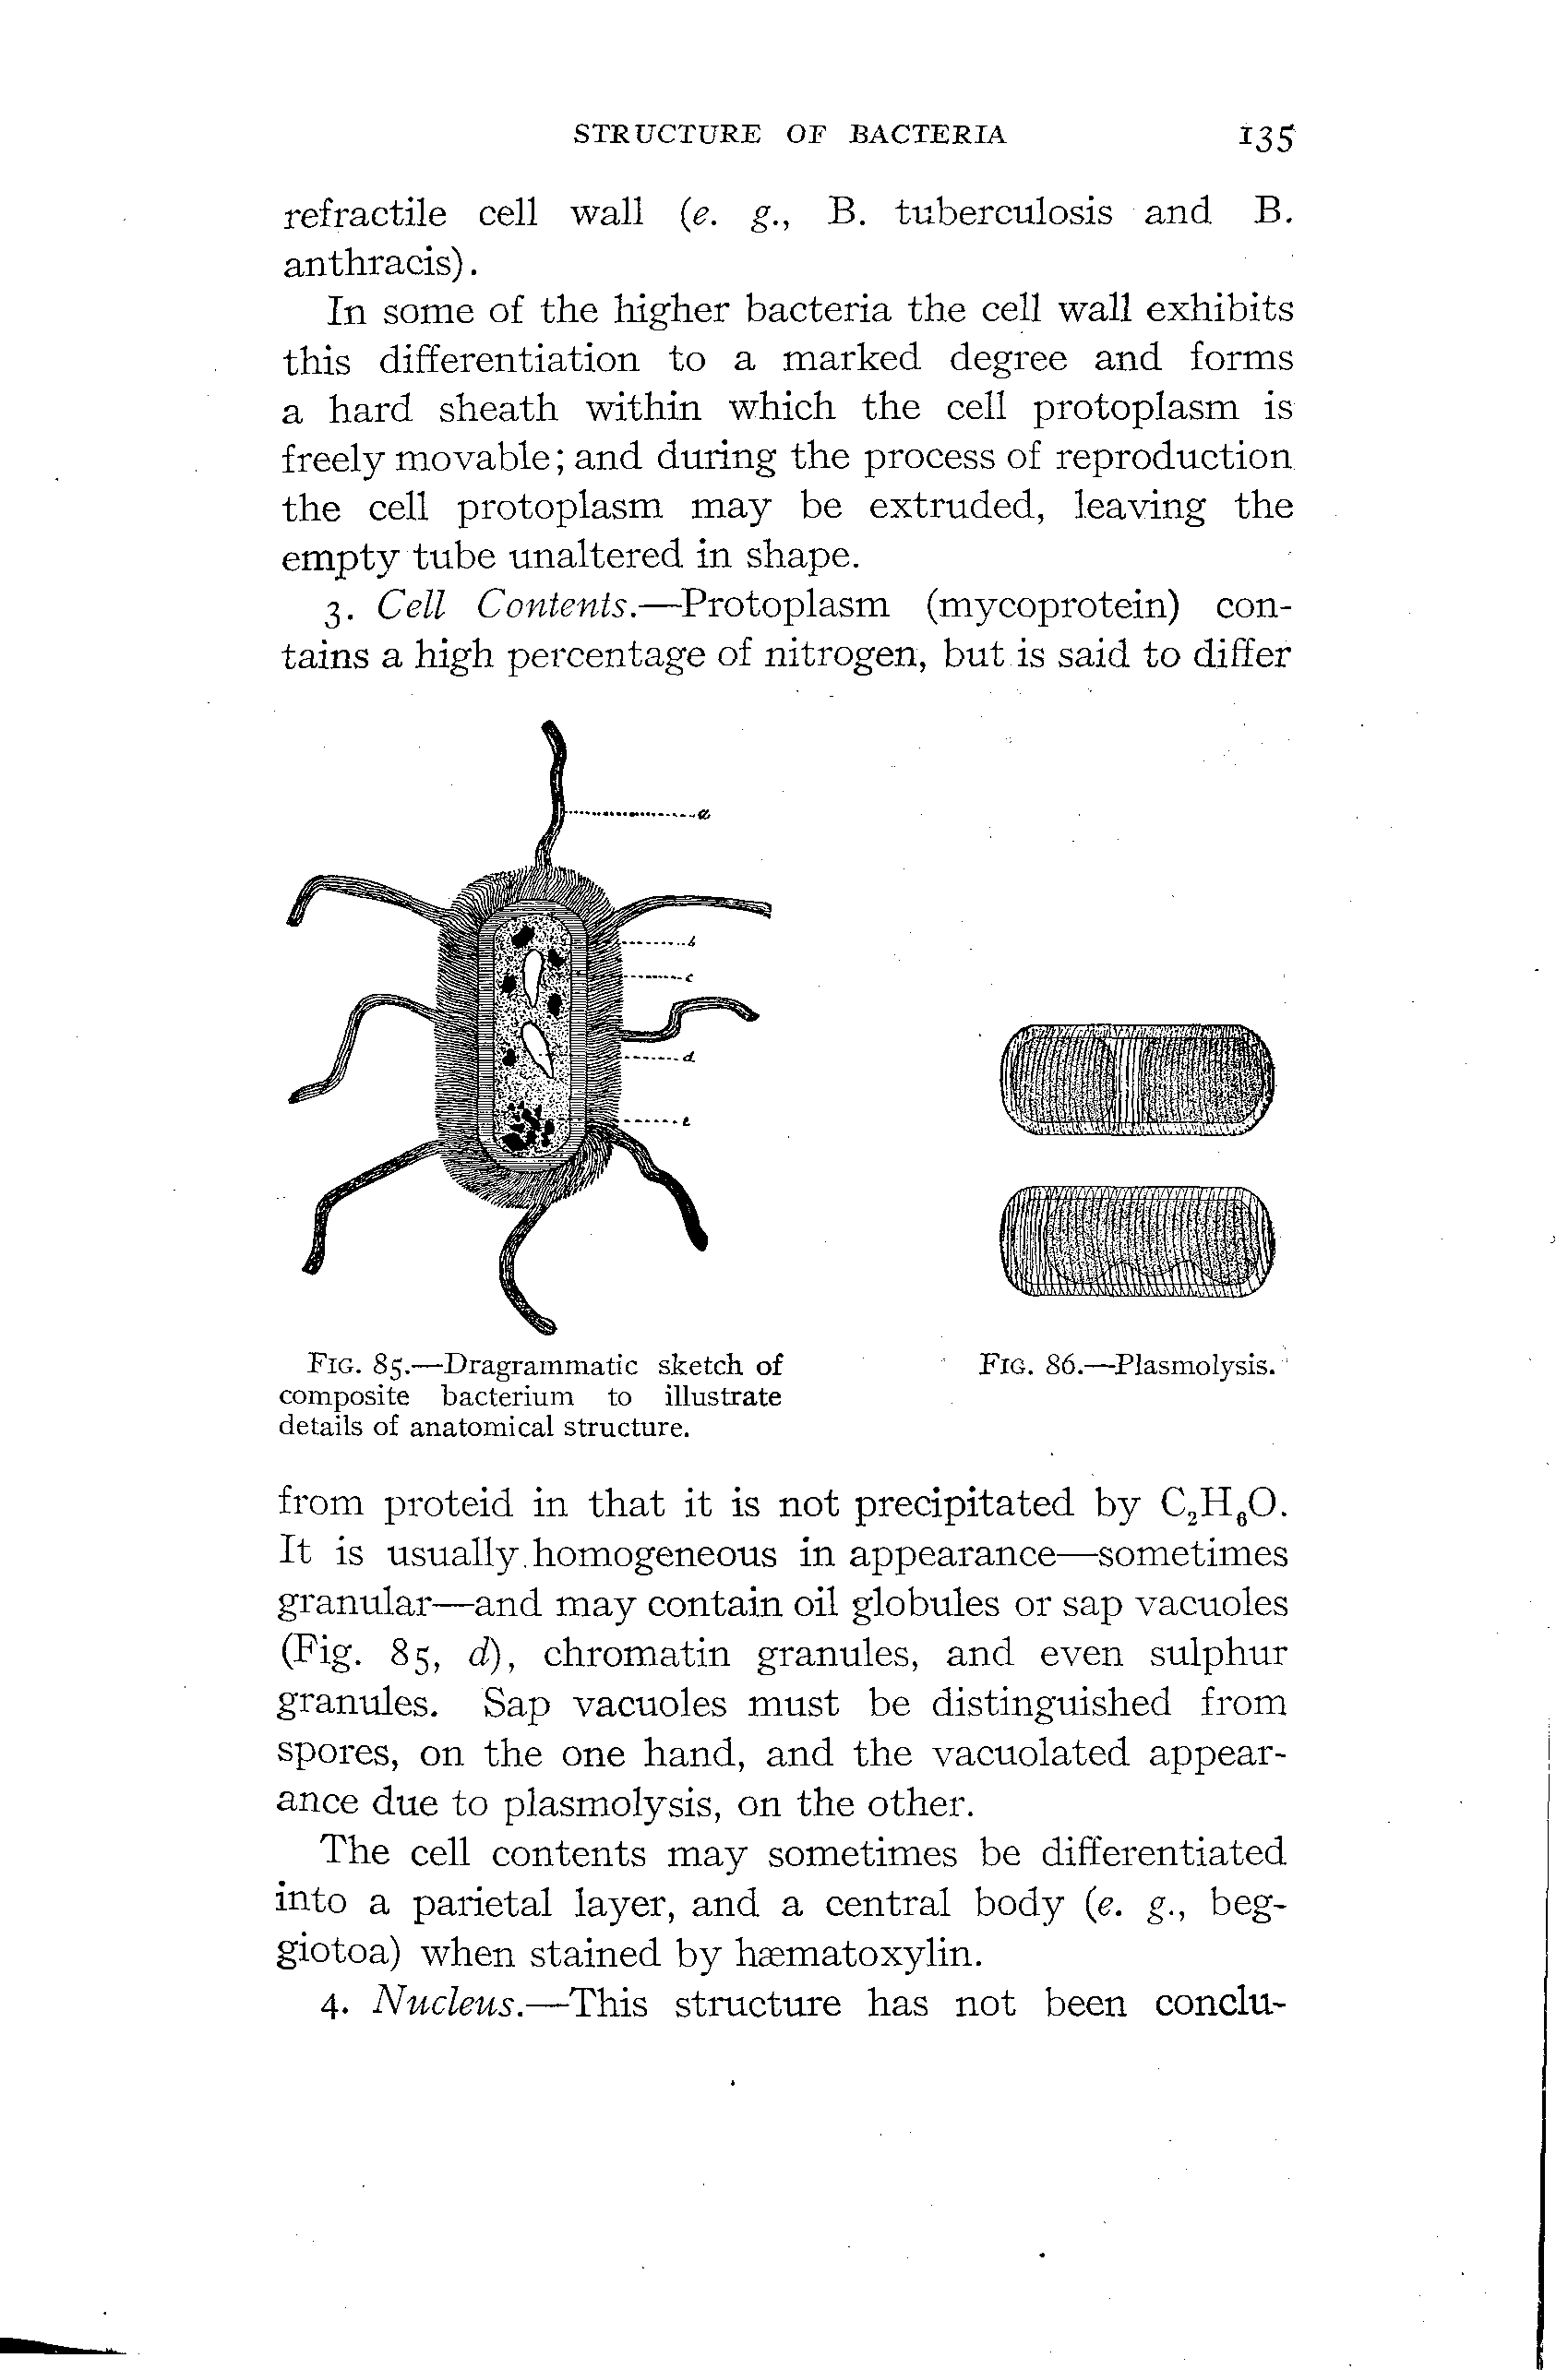 STRUCTURE OF BACTERIA 135
refractile cell wall (e. g., B. tuberculosis and B.
anthracis).
In some of the higher bacteria the cell wall exhibits
this differentiation to a marked degree and forms
a hard sheath within which the cell protoplasm is
freely movable; and during the process of reproduction
the cell protoplasm may be extruded, leaving the
empty tube unaltered in shape.
3. Cell Contents.—Protoplasm (mycoprotein) con-
tains a high percentage of nitrogen, but is said to differ
a
b
c
d
e
FIG. 85.—Dragrammatic sketch of
composite bacterium to illustrate
details of anatomical structure.
FIG. 86.—Plasmolysis.
from proteid in that it is not precipitated by C₂H₆O.
It is usually homogeneous in appearance—sometimes
granular—and may contain oil globules or sap vacuoles
(Fig. 85, d), chromatin granules, and even sulphur
granules. Sap vacuoles must be distinguished from
spores, on the one hand, and the vacuolated appear-
ance due to plasmolysis, on the other.
The cell contents may sometimes be differentiated
into a parietal layer, and a central body (e. g., beg-
giotoa) when stained by hæmatoxylin.
4. Nucleus.—This structure has not been conclu-